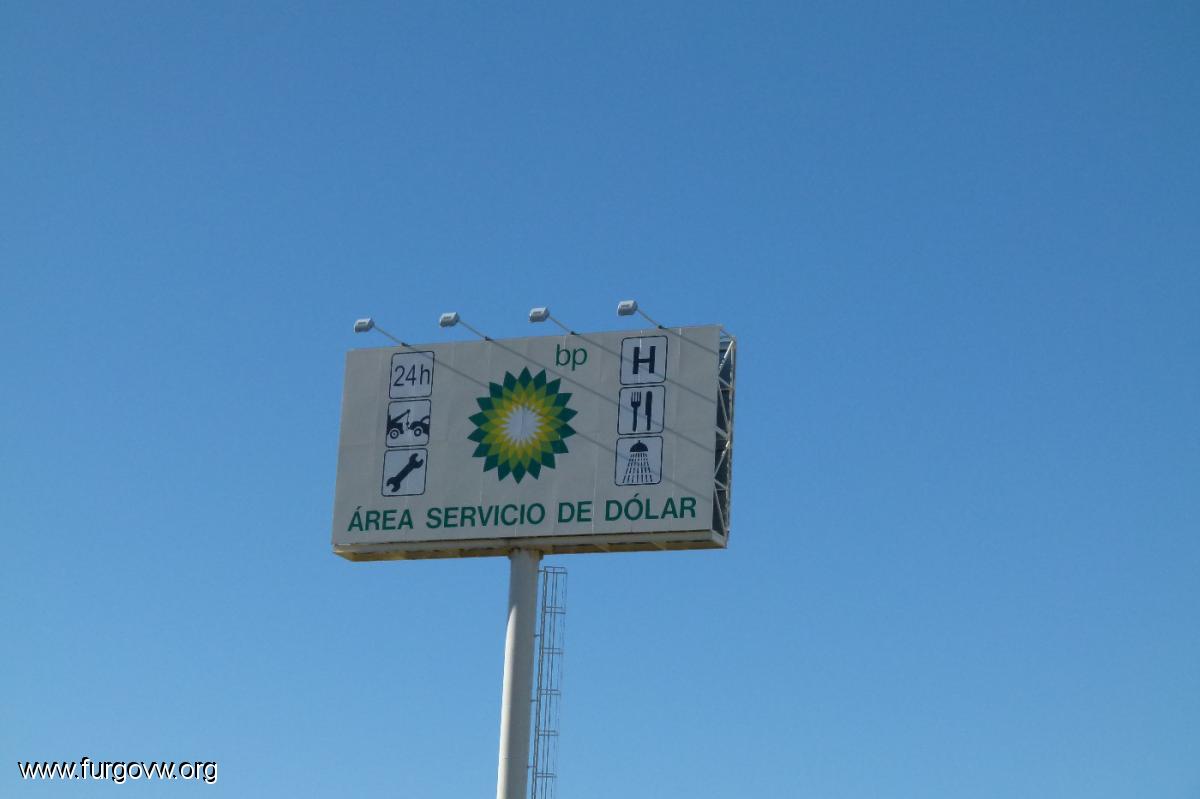 bp
24h
H
ÁREA SERVICIO DE DÓLAR
www.furgovw.org